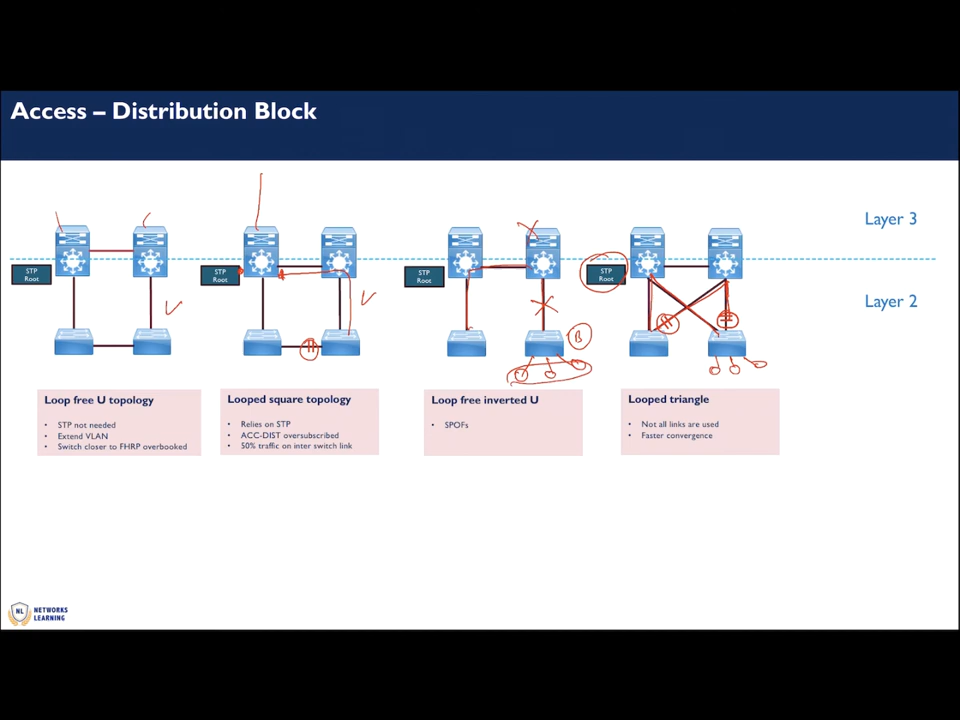 Access – Distribution Block
Layer 3
STP
Root
STP
Root
STP
Root
STP
Root
Layer 2
B
Loop free U topology
• STP not needed
• Extend VLAN
• Switch closer to FHRP overbooked
Looped square topology
• Relies on STP
• ACC-DIST oversubscribed
• 50% traffic on inter switch link
Loop free inverted U
• SPOFs
Looped triangle
• Not all links are used
• Faster convergence
NL
NETWORKS
LEARNING